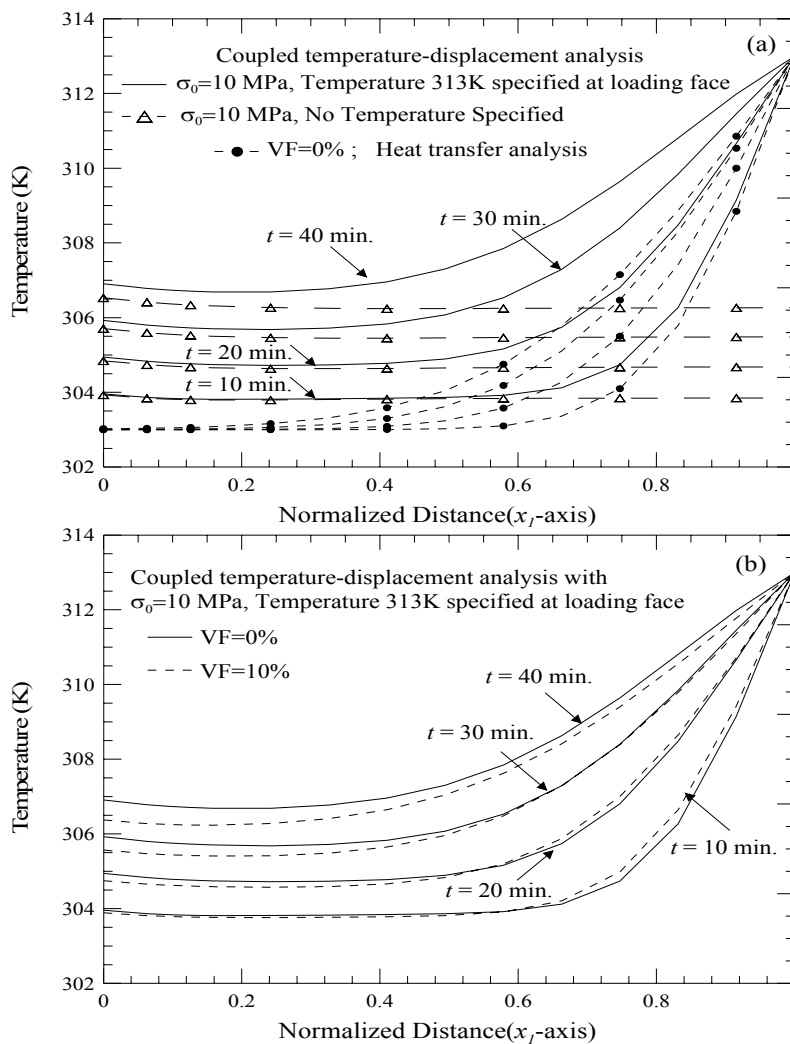 314
312
310
308
306
304
302
Temperature (K)
(a)
Coupled temperature-displacement analysis
σ0=10 MPa, Temperature 313K specified at loading face
σ0=10 MPa, No Temperature Specified
VF=0% ; Heat transfer analysis
t = 40 min.
t = 30 min.
t = 20 min.
t = 10 min.
0 0.2 0.4 0.6 0.8
Normalized Distance(x1-axis)
314
312
310
308
306
304
302
Temperature (K)
(b)
Coupled temperature-displacement analysis with
σ0=10 MPa, Temperature 313K specified at loading face
VF=0%
VF=10%
t = 40 min.
t = 30 min.
t = 10 min.
t = 20 min.
0 0.2 0.4 0.6 0.8
Normalized Distance(x1-axis)